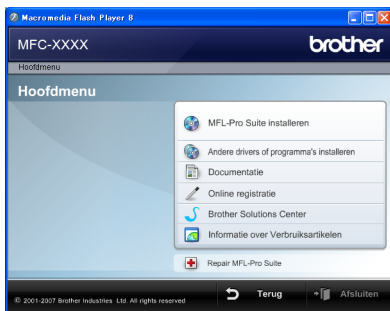 Macromedia Flash Player 8
MFC-XXXX
brother
Hoofdmenu
Hoofdmenu
MFL-Pro Suite installeren
Andere drivers of programma's installeren
Documentatie
Online registratie
Brother Solutions Center
Informatie over Verbruiksartikelen
Repair MFL-Pro Suite
© 2001-2007 Brother Industries Ltd. All rights reserved
Terug
Afsluiten